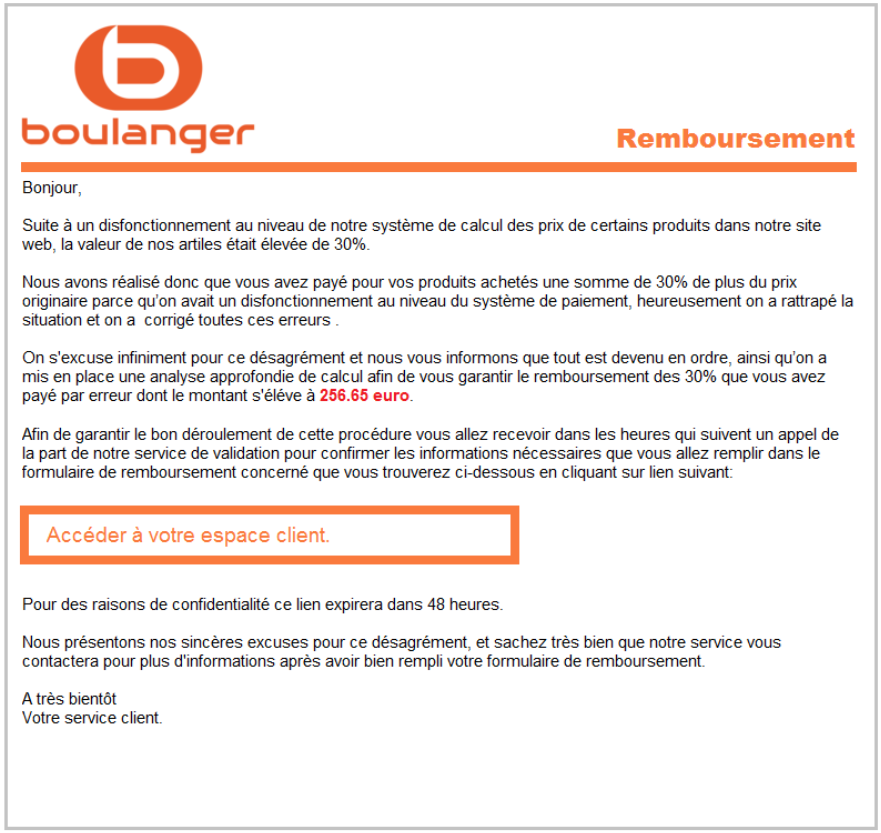 boulanger
Remboursement
Bonjour,
Suite à un disfonctionnement au niveau de notre système de calcul des prix de certains produits dans notre site
web, la valeur de nos artiles était élevée de 30%.
Nous avons réalisé donc que vous avez payé pour vos produits achetés une somme de 30% de plus du prix
originaire parce qu'on avait un disfonctionnement au niveau du système de paiement, heureusement on a rattrapé la
situation et on a  corrigé toutes ces erreurs .
On s'excuse infiniment pour ce désagrément et nous vous informons que tout est devenu en ordre, ainsi qu'on a
mis en place une analyse approfondie de calcul afin de vous garantir le remboursement des 30% que vous avez
payé par erreur dont le montant s'éléve à 256.65 euro.
Afin de garantir le bon déroulement de cette procédure vous allez recevoir dans les heures qui suivent un appel de
la part de notre service de validation pour confirmer les informations nécessaires que vous allez remplir dans le
formulaire de remboursement concerné que vous trouverez ci-dessous en cliquant sur lien suivant:
Accéder à votre espace client.
Pour des raisons de confidentialité ce lien expirera dans 48 heures.
Nous présentons nos sincères excuses pour ce désagrément, et sachez très bien que notre service vous
contactera pour plus d'informations après avoir bien rempli votre formulaire de remboursement.
A très bientôt
Votre service client.